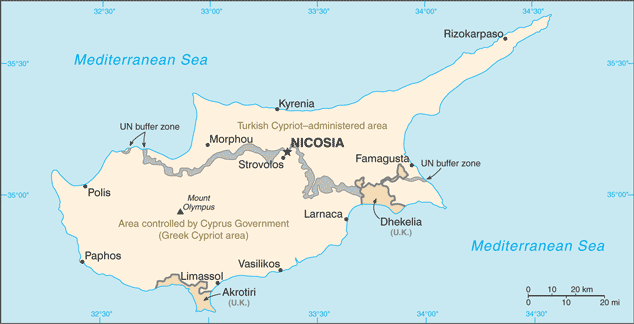 32°30'
33°00'
33°30'
34°00'
34°30'
Rizokarpaso
Mediterranean Sea
35°30'
35°30'
Kyrenia
Turkish Cypriot–administered area
UN buffer zone
Morphou
NICOSIA
Strovolos
Famagusta
UN buffer zone
Polis
Mount
Olympus
35°00'
35°00'
Area controlled by Cyprus Government
(Greek Cypriot area)
Larnaca
Dhekelia
(U.K.)
Mediterranean Sea
Paphos
Vasilikos
Limassol
Akrotiri
(U.K.)
0 10 20 km
0 10 20 mi
32°30'
33°00'
33°30'
34°00'
34°30'